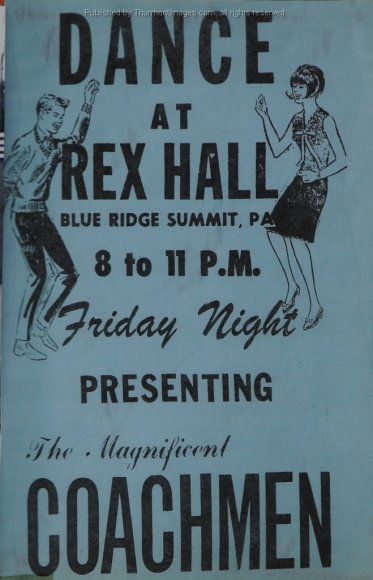 Published by ThurmontImages.com, all rights reserved
DANCE
AT
REX HALL
BLUE RIDGE SUMMIT, PA
8 to 11 P.M.
Friday Night
PRESENTING
The Magnificent
COACHMEN